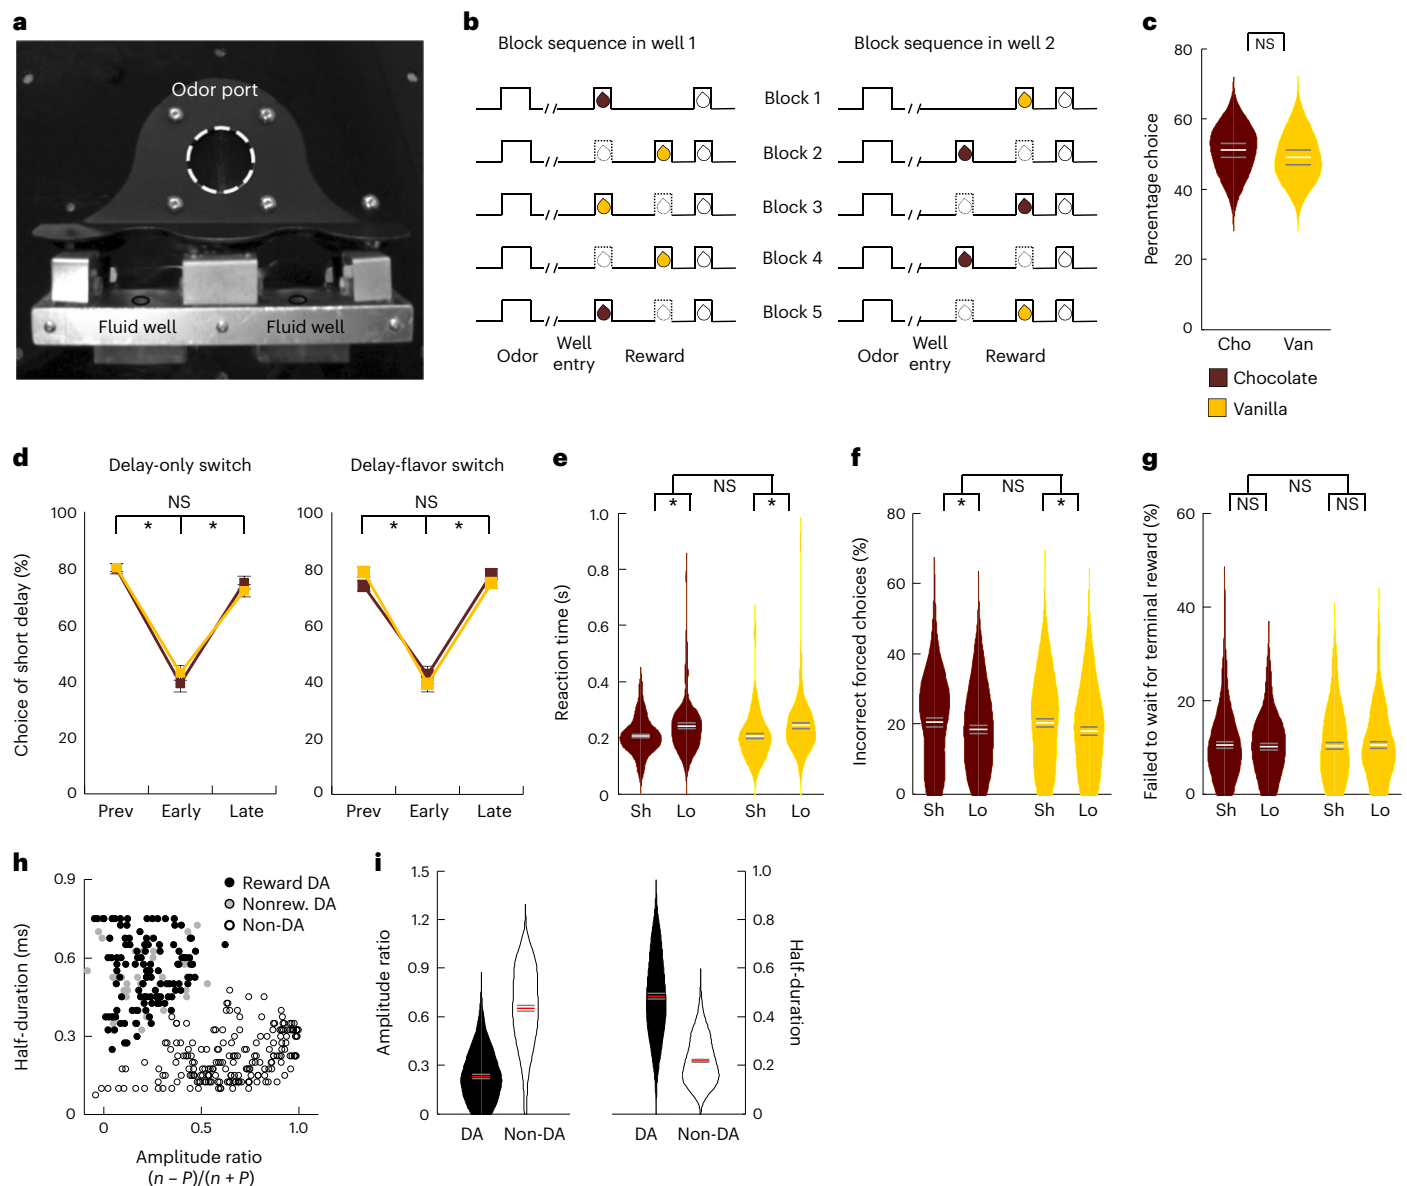 a
Odor port
Fluid well
Fluid well
b
Block sequence in well 1
Block sequence in well 2
Block 1
Block 2
Block 3
Block 4
Block 5
Odor
Well
entry
Reward
Odor
Well
entry
Reward
c
NS
Percentage choice
80
60
40
20
0
Cho
Van
Chocolate
Vanilla
d
Delay-only switch
Delay-flavor switch
Choice of short delay (%)
NS
* *
100
80
60
40
20
0
Prev Early Late
NS
* *
100
80
60
40
20
0
Prev Early Late
e
NS
* *
Reaction time (s)
1.0
0.8
0.6
0.4
0.2
0
Sh Lo Sh Lo
f
NS
* *
Incorrect forced choices (%)
80
60
40
20
0
Sh Lo Sh Lo
g
NS
NS NS
Failed to wait for terminal reward (%)
60
40
20
0
Sh Lo Sh Lo
h
Half-duration (ms)
0.9
0.6
0.3
0
Reward DA
Nonrew. DA
Non-DA
0 0.5 1.0
Amplitude ratio
(n – P)/(n + P)
i
Amplitude ratio
1.5
1.2
0.9
0.6
0.3
0
DA Non-DA
Half-duration
1.0
0.8
0.6
0.4
0.2
0
DA Non-DA